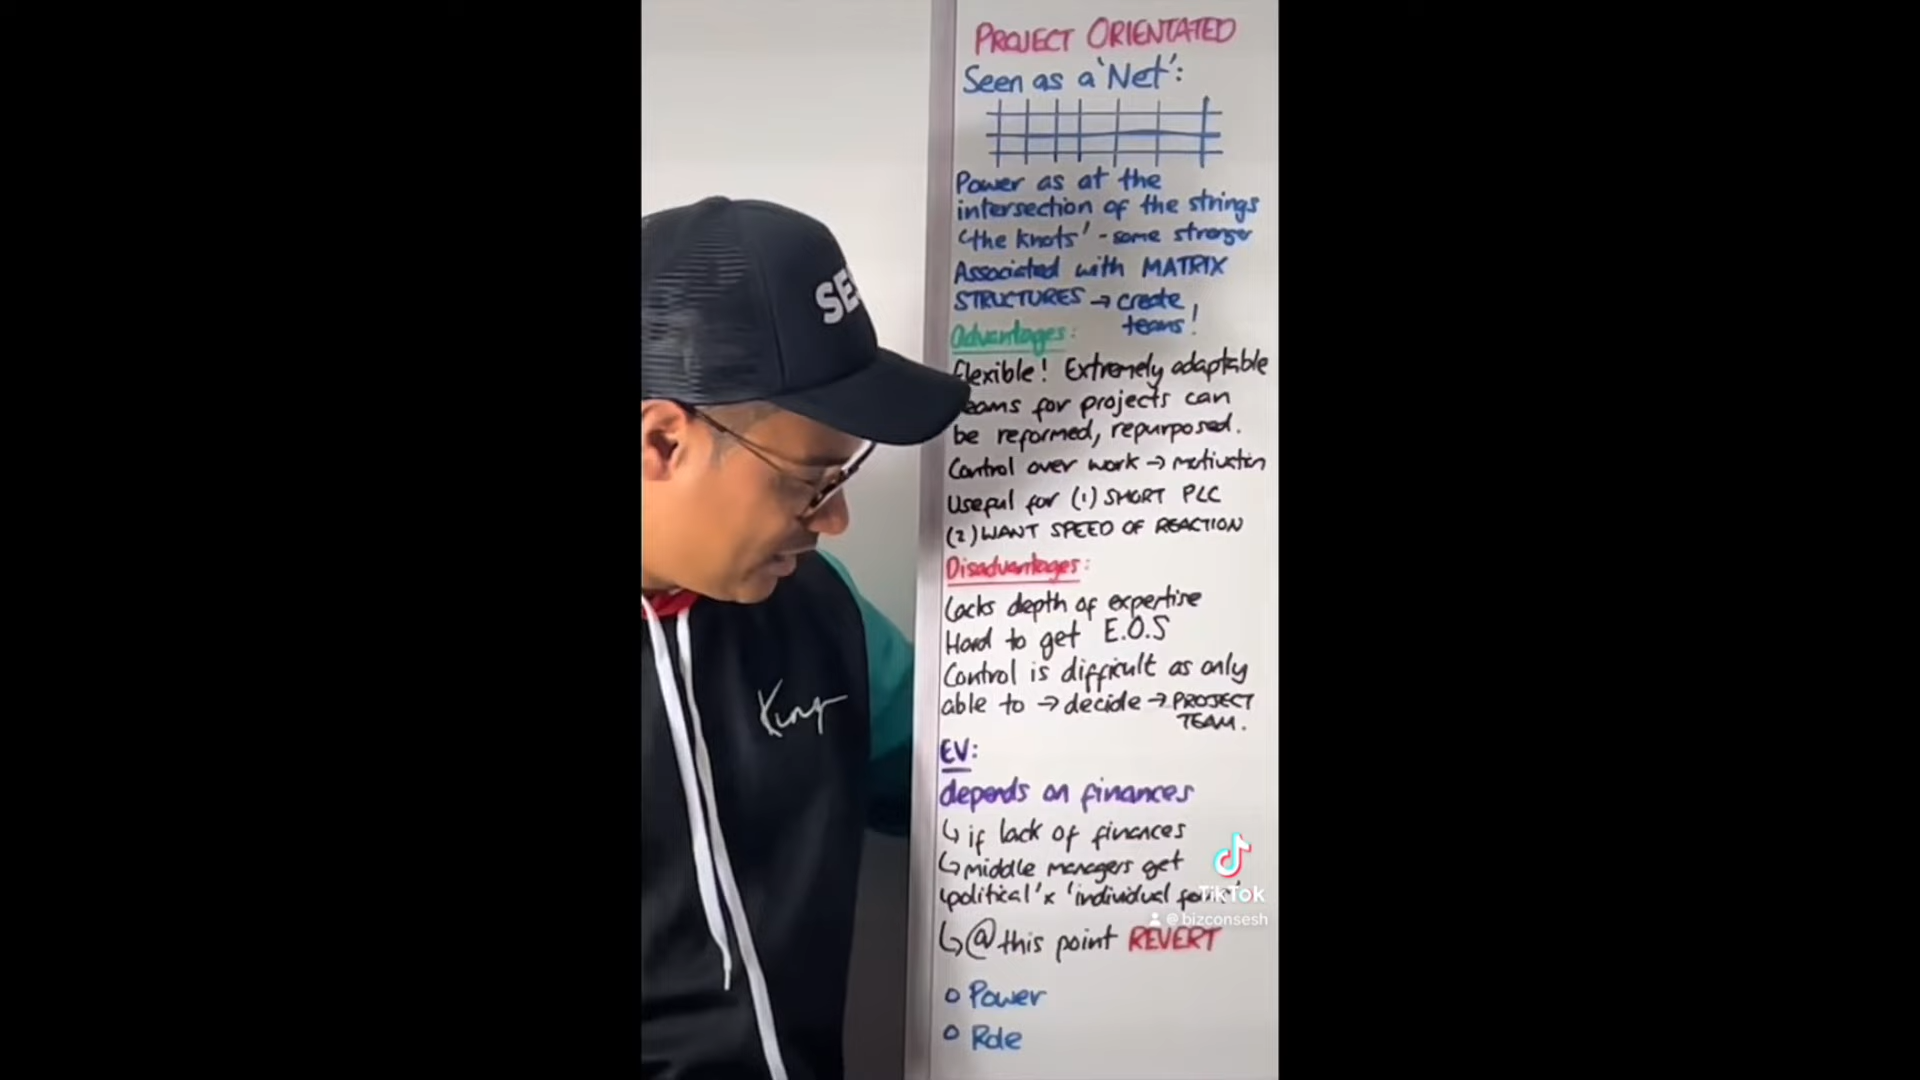 PROJECT ORIENTATED
Seen as a 'Net':
Power as at the
intersection of the strings
'the knots' - some stronger
Associated with MATRIX
STRUCTURES → create
teams!
Advantages:
Flexible! Extremely adaptable
teams for projects can
be reformed, repurposed.
Control over work → motivation
Useful for (1) SHORT PLC
(2) WANT SPEED OF REACTION
Disadvantages:
Lacks depth of expertise
Hard to get E.O.S
Control is difficult as only
able to → decide → PROJECT
TEAM.
EV:
depends on finances
↳ if lack of finances
↳ middle managers get
'political' x 'individual
↳ @ this point REVERT
○ Power
○ Role
SE
King
TikTok
@bizconsesh